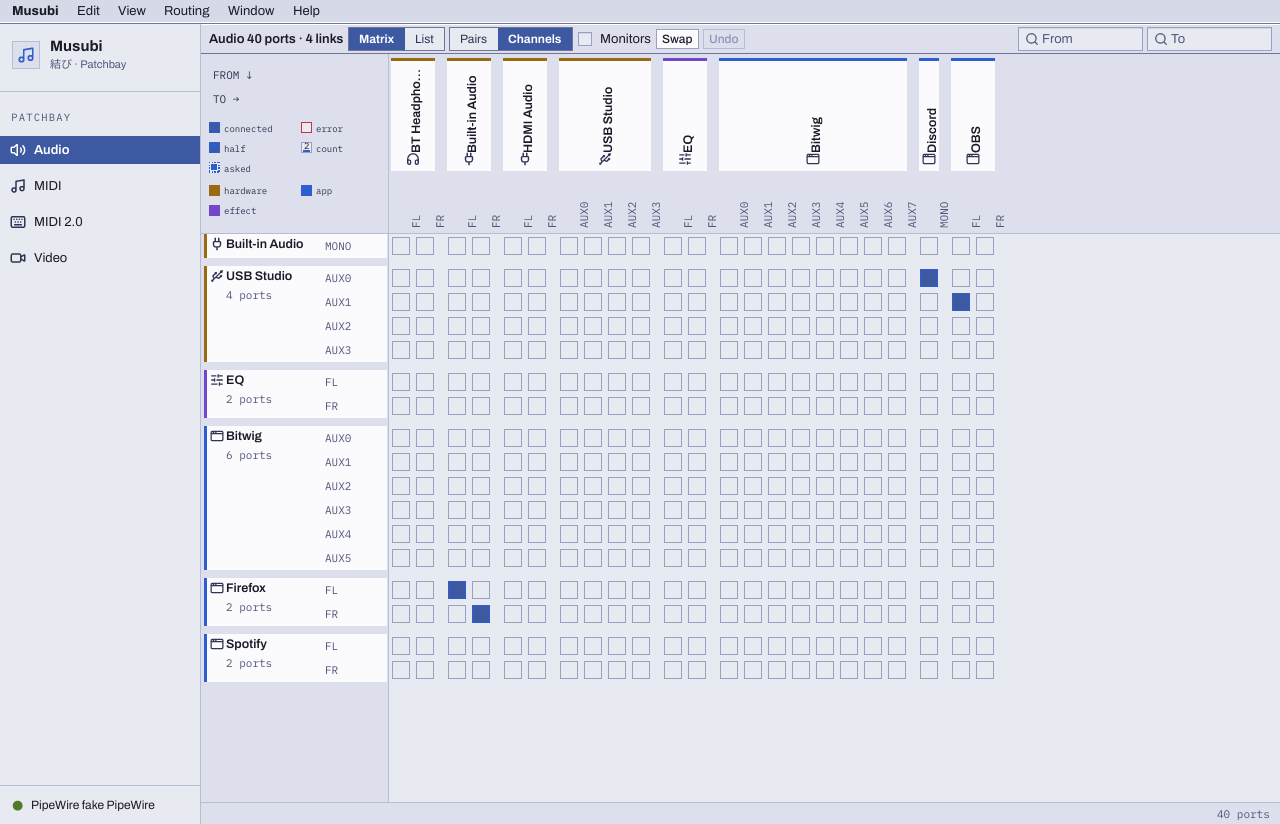 Musubi Edit View Routing Window Help
Musubi
結び · Patchbay
PATCHBAY
Audio
MIDI
MIDI 2.0
Video
PipeWire fake PipeWire
Audio 40 ports · 4 links Matrix List Pairs Channels Monitors Swap Undo From To
FROM ↓
TO →
connected error
half 2 count
asked
hardware app
effect
BT Headpho… Built-in Audio HDMI Audio USB Studio EQ Bitwig Discord OBS
FL FR FL FR FL FR AUX0 AUX1 AUX2 AUX3 FL FR AUX0 AUX1 AUX2 AUX3 AUX4 AUX5 AUX6 AUX7 MONO FL FR
Built-in Audio MONO
USB Studio AUX0
4 ports
AUX1
AUX2
AUX3
EQ FL
2 ports
FR
Bitwig AUX0
6 ports
AUX1
AUX2
AUX3
AUX4
AUX5
Firefox FL
2 ports
FR
Spotify FL
2 ports
FR
40 ports